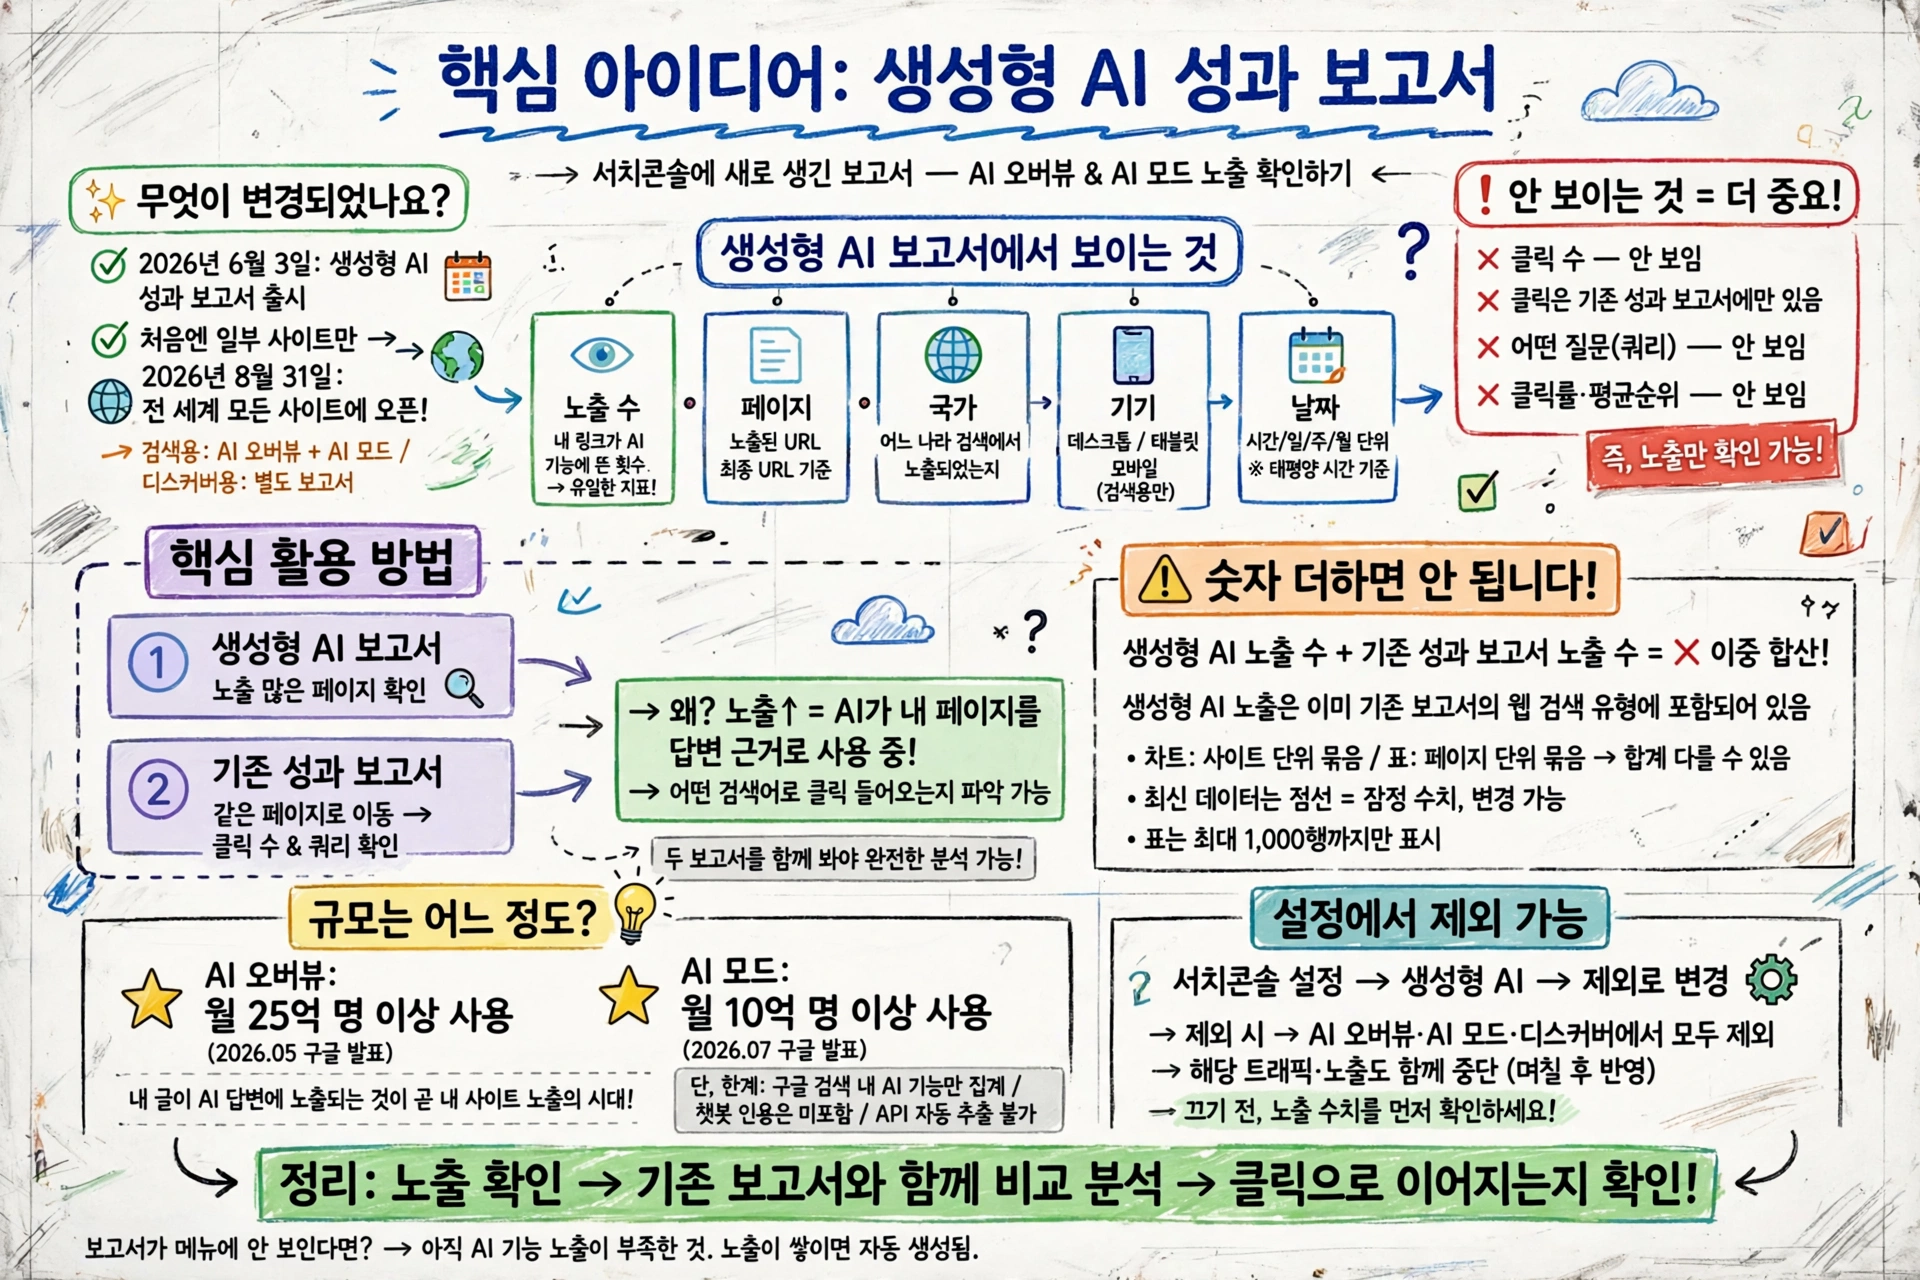 핵심 아이디어: 생성형 AI 성과 보고서
서치콘솔에 새로 생긴 보고서 — AI 오버뷰 & AI 모드 노출 확인하기
무엇이 변경되었나요?
2026년 6월 3일: 생성형 AI
성과 보고서 출시
처음엔 일부 사이트만 →
2026년 8월 31일:
전 세계 모든 사이트에 오픈!
→ 검색용: AI 오버뷰 + AI 모드 /
디스커버용: 별도 보고서
생성형 AI 보고서에서 보이는 것
노출 수
내 링크가 AI
기능에 뜬 횟수.
→ 유일한 지표!
페이지
노출된 URL
최종 URL 기준
국가
어느 나라 검색에서
노출되었는지
기기
데스크톱 / 태블릿
모바일
(검색용만)
날짜
시간/일/주/월 단위
※ 태평양 시간 기준
❗ 안 보이는 것 = 더 중요!
✕ 클릭 수 — 안 보임
✕ 클릭은 기존 성과 보고서에만 있음
✕ 어떤 질문(쿼리) — 안 보임
✕ 클릭률·평균순위 — 안 보임
즉, 노출만 확인 가능!
?
핵심 활용 방법
1 생성형 AI 보고서
노출 많은 페이지 확인
2 기존 성과 보고서
같은 페이지로 이동 →
클릭 수 & 쿼리 확인
?
→ 왜? 노출↑ = AI가 내 페이지를
답변 근거로 사용 중!
→ 어떤 검색어로 클릭 들어오는지 파악 가능
두 보고서를 함께 봐야 완전한 분석 가능!
숫자 더하면 안 됩니다!
생성형 AI 노출 수 + 기존 성과 보고서 노출 수 = ✕ 이중 합산!
생성형 AI 노출은 이미 기존 보고서의 웹 검색 유형에 포함되어 있음
• 차트: 사이트 단위 묶음 / 표: 페이지 단위 묶음 → 합계 다를 수 있음
• 최신 데이터는 점선 = 잠정 수치, 변경 가능
• 표는 최대 1,000행까지만 표시
규모는 어느 정도?
AI 오버뷰:
월 25억 명 이상 사용
(2026.05 구글 발표)
내 글이 AI 답변에 노출되는 것이 곧 내 사이트 노출의 시대!
AI 모드:
월 10억 명 이상 사용
(2026.07 구글 발표)
단, 한계: 구글 검색 내 AI 기능만 집계 /
챗봇 인용은 미포함 / API 자동 추출 불가
설정에서 제외 가능
서치콘솔 설정 → 생성형 AI → 제외로 변경
→ 제외 시 → AI 오버뷰·AI 모드·디스커버에서 모두 제외
→ 해당 트래픽·노출도 함께 중단 (며칠 후 반영)
→ 끄기 전, 노출 수치를 먼저 확인하세요!
정리: 노출 확인 → 기존 보고서와 함께 비교 분석 → 클릭으로 이어지는지 확인!
보고서가 메뉴에 안 보인다면? → 아직 AI 기능 노출이 부족한 것. 노출이 쌓이면 자동 생성됨.